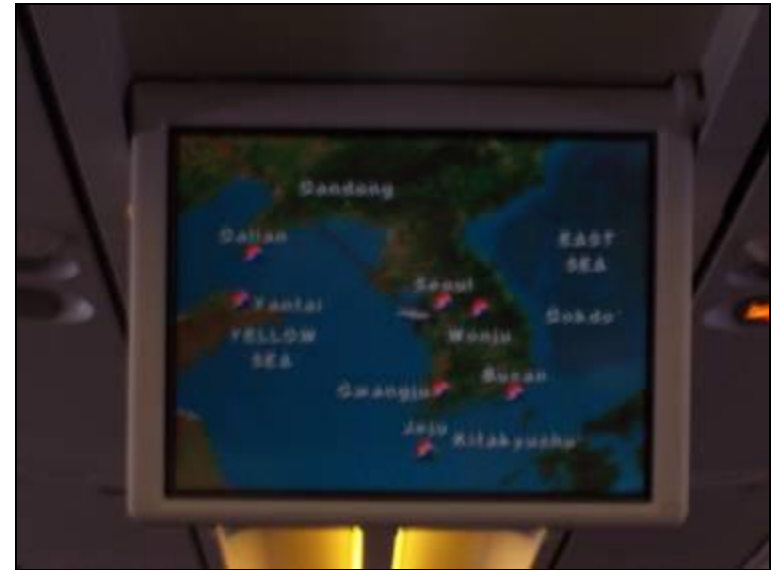 Dandong
Dalian
EAST
SEA
Seoul
Yantai
Dokdo
YELLOW
SEA
Wonju
Busan
Gwangju
Jeju
Kitakyushu